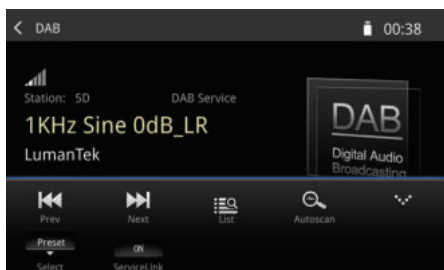 DAB
00:38
Station: 5D DAB Service
1KHz Sine 0dB_LR
LumanTek
DAB
Digital Audio
Broadcasting
Prev Next List Autoscan
Preset ON
Select ServiceLink